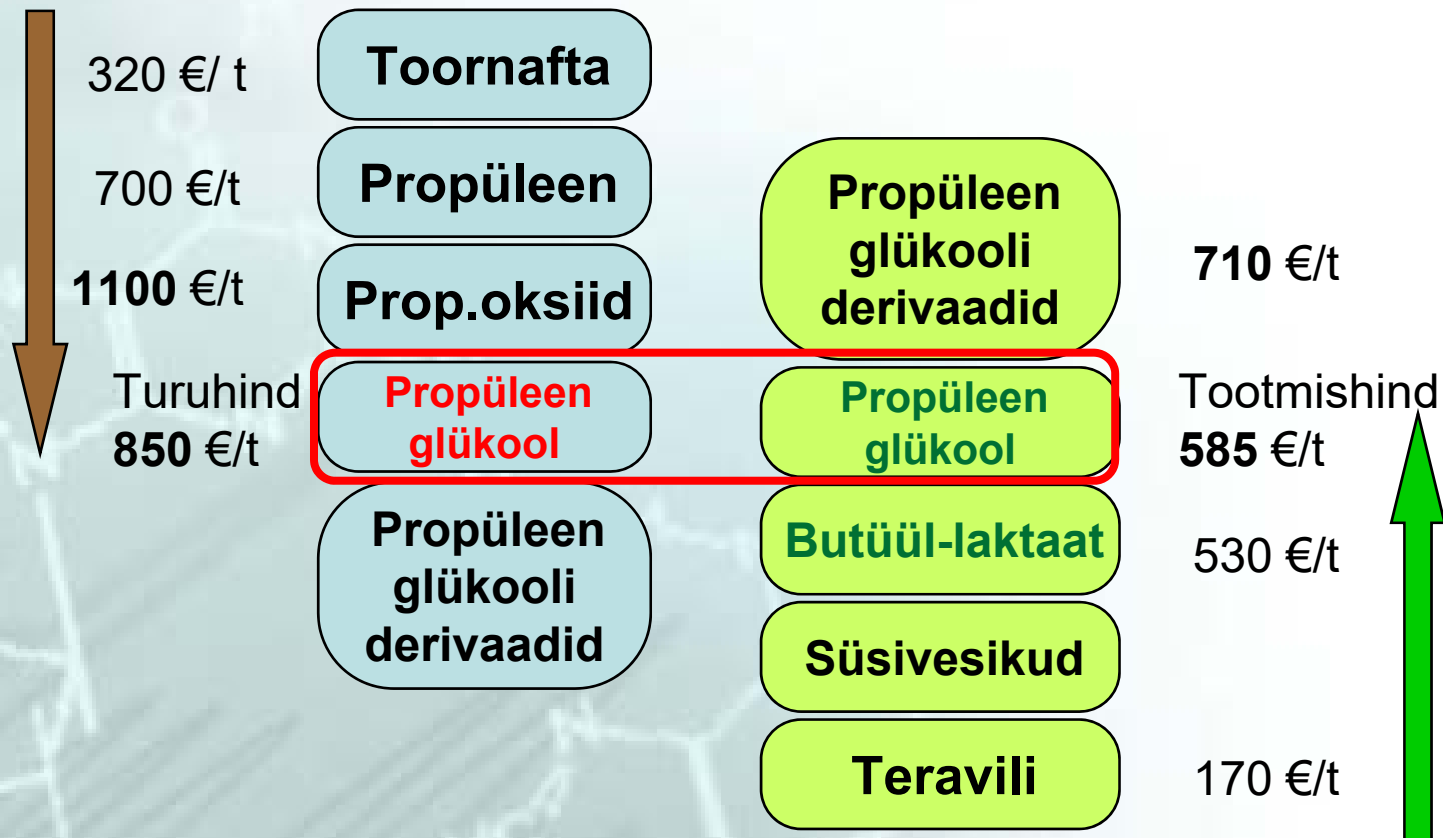 320 €/ t
Toornafta
700 €/t
Propüleen
1100 €/t
Prop.oksiid
Turuhind
850 €/t
Propüleen
glükool
Propüleen
glükooli
derivaadid
Propüleen
glükooli
derivaadid
710 €/t
Propüleen
glükool
Tootmishind
585 €/t
Butüül-laktaat
530 €/t
Süsivesikud
Teravili
170 €/t